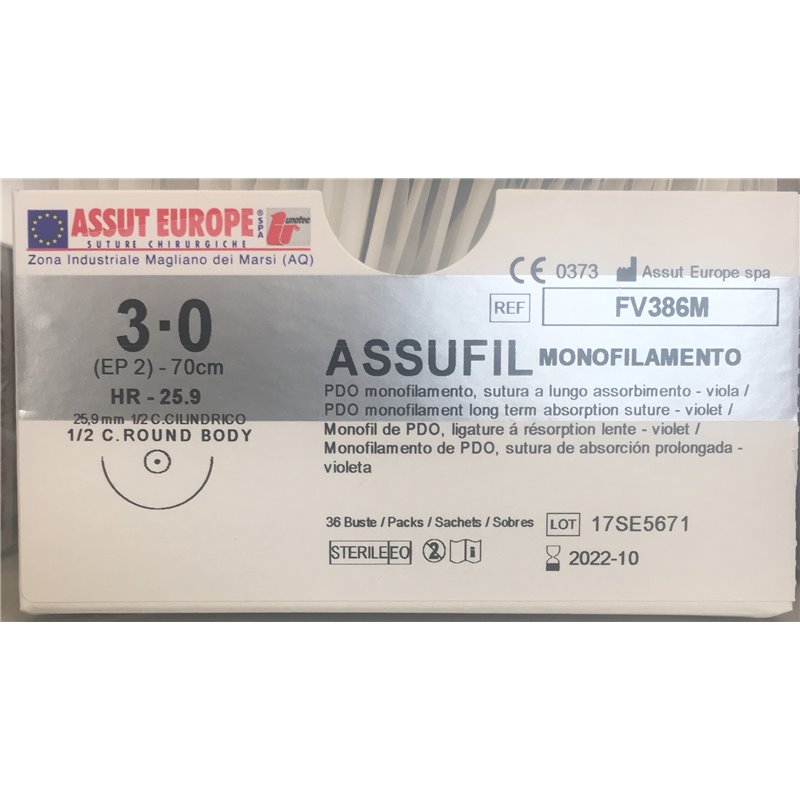 ASSUT EUROPE ® SPA
SUTURE CHIRURGICHE
unotec
Zona Industriale Magliano dei Marsi (AQ)
CE 0373 Assut Europe spa
REF FV386M
3·0
(EP 2) - 70cm
HR - 25.9
25,9 mm 1/2 C.CILINDRICO
1/2 C. ROUND BODY
ASSUFIL MONOFILAMENTO
PDO monofilamento, sutura a lungo assorbimento - viola /
PDO monofilament long term absorption suture - violet /
Monofil de PDO, ligature á résorption lente - violet /
Monofilamento de PDO, sutura de absorción prolongada -
violeta
36 Buste / Packs / Sachets / Sobres LOT 17SE5671
STERILE EO 2 i 2022-10